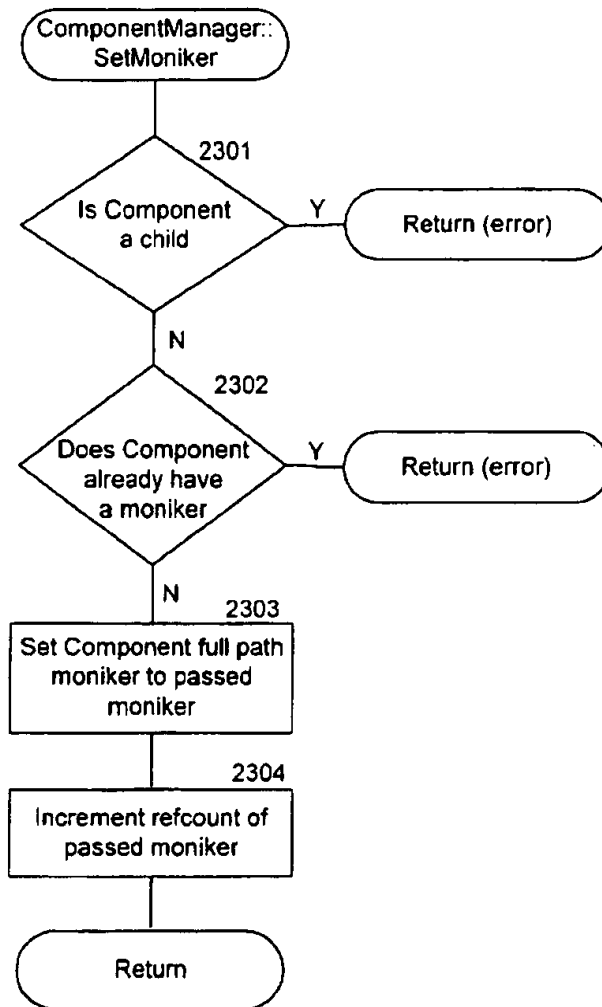 ComponentManager::
SetMoniker
2301
Is Component
a child
Y
Return (error)
N
2302
Does Component
already have
a moniker
Y
Return (error)
N
2303
Set Component full path
moniker to passed
moniker
2304
Increment refcount of
passed moniker
Return